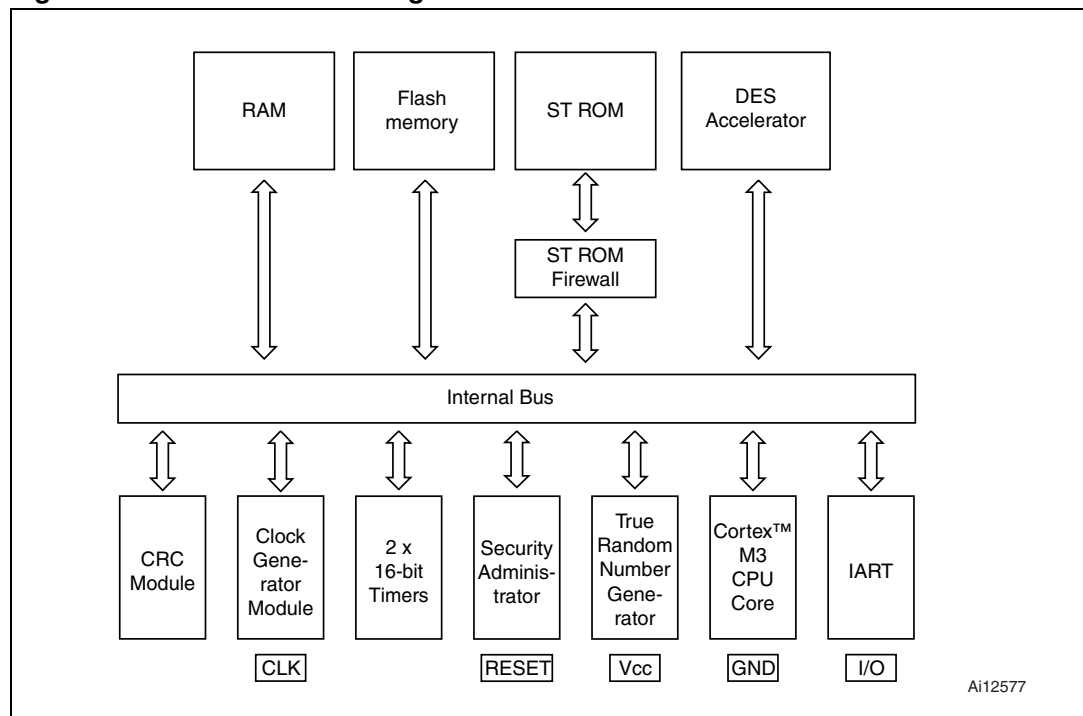 RAM
Flash
memory
ST ROM
DES
Accelerator
ST ROM
Firewall
Internal Bus
CRC
Module
Clock
Gene-
rator
Module
2 x
16-bit
Timers
Security
Adminis-
trator
True
Random
Number
Gene-
rator
Cortex™
M3
CPU
Core
IART
CLK
RESET
Vcc
GND
I/O
Ai12577